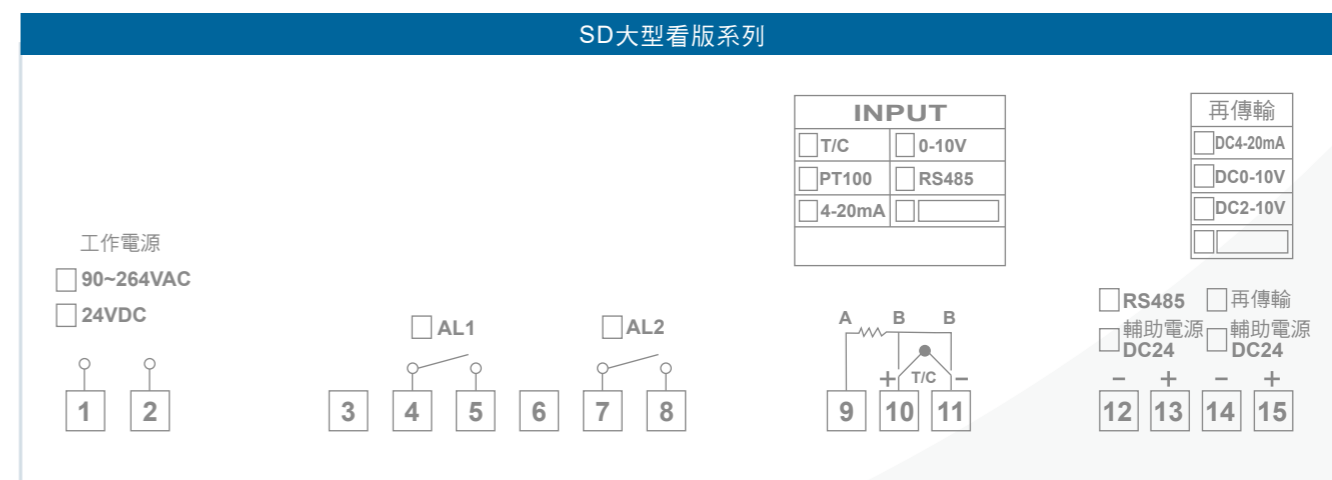 SD大型看版系列
INPUT
T/C 0-10V
PT100 RS485
4-20mA
再傳輸
DC4-20mA
DC0-10V
DC2-10V
工作電源
90~264VAC
24VDC
AL1 AL2
A B B
+ T/C −
RS485 再傳輸
輔助電源 輔助電源
DC24 DC24
− + − +
1 2 3 4 5 6 7 8 9 10 11 12 13 14 15